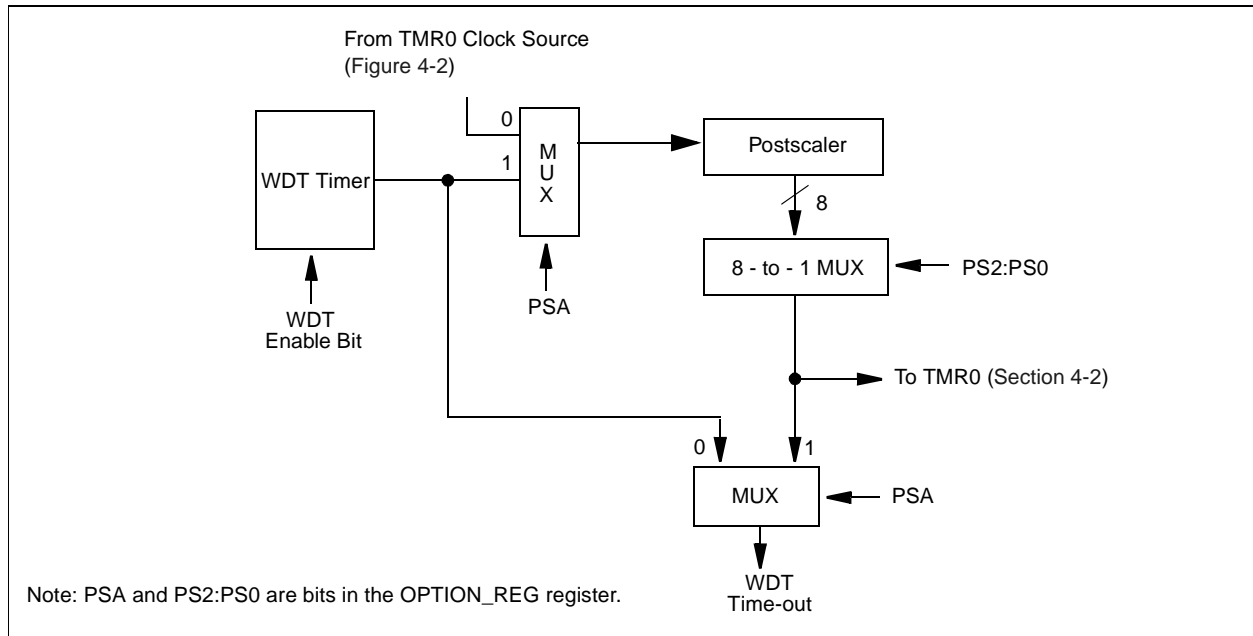 From TMR0 Clock Source
(Figure 4-2)
0
1
M
U
X
WDT Timer
Postscaler
8
8 - to - 1 MUX
PS2:PS0
PSA
WDT
Enable Bit
To TMR0 (Section 4-2)
0
1
MUX
PSA
WDT
Time-out
Note: PSA and PS2:PS0 are bits in the OPTION_REG register.